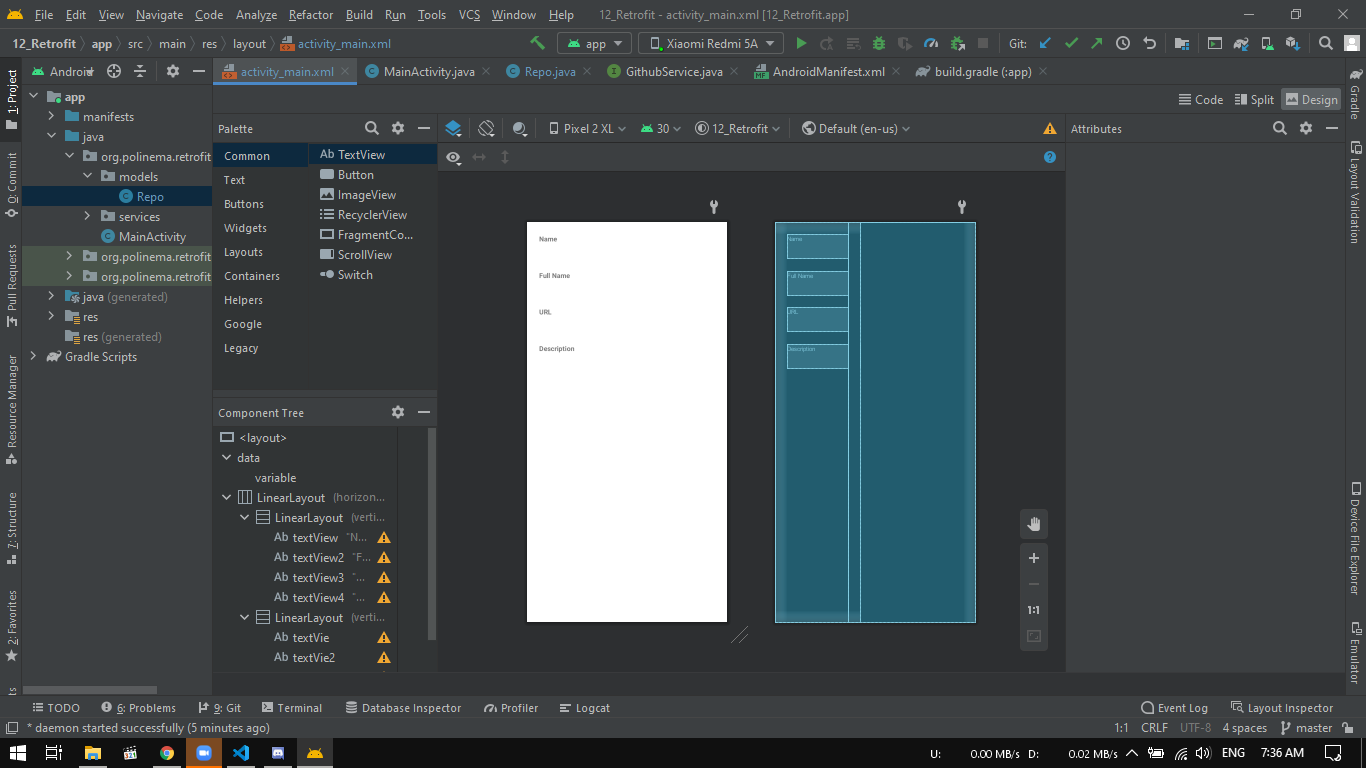 File Edit View Navigate Code Analyze Refactor Build Run Tools VCS Window Help 12_Retrofit - activity_main.xml [12_Retrofit.app]
12_Retrofit app src main res layout activity_main.xml app Xiaomi Redmi 5A Git:
Android activity_main.xml MainActivity.java Repo.java GithubService.java AndroidManifest.xml build.gradle (:app)
Code Split Design
1: Project
0: Commit
Pull Requests
Resource Manager
7: Structure
2: Favorites
app
manifests
java
org.polinema.retrofit
models
Repo
services
MainActivity
org.polinema.retrofit
org.polinema.retrofit
java (generated)
res
res (generated)
Gradle Scripts
Palette
Common
Text
Buttons
Widgets
Layouts
Containers
Helpers
Google
Legacy
Ab TextView
Button
ImageView
RecyclerView
FragmentCo...
ScrollView
Switch
Component Tree
<layout>
data
variable
LinearLayout (horizon...
LinearLayout (verti...
Ab textView "N...
Ab textView2 "F...
Ab textView3 "...
Ab textView4 "...
LinearLayout (verti...
Ab textVie
Ab textVie2
Pixel 2 XL 30 12_Retrofit Default (en-us)
Name
Full Name
URL
Description
Name
Full Name
URL
Description
1:1
Attributes
Gradle
Layout Validation
Device File Explorer
Emulator
TODO 6: Problems 9: Git Terminal Database Inspector Profiler Logcat Event Log Layout Inspector
* daemon started successfully (5 minutes ago) 1:1 CRLF UTF-8 4 spaces master
U: 0.00 MB/s D: 0.02 MB/s ENG 7:36 AM